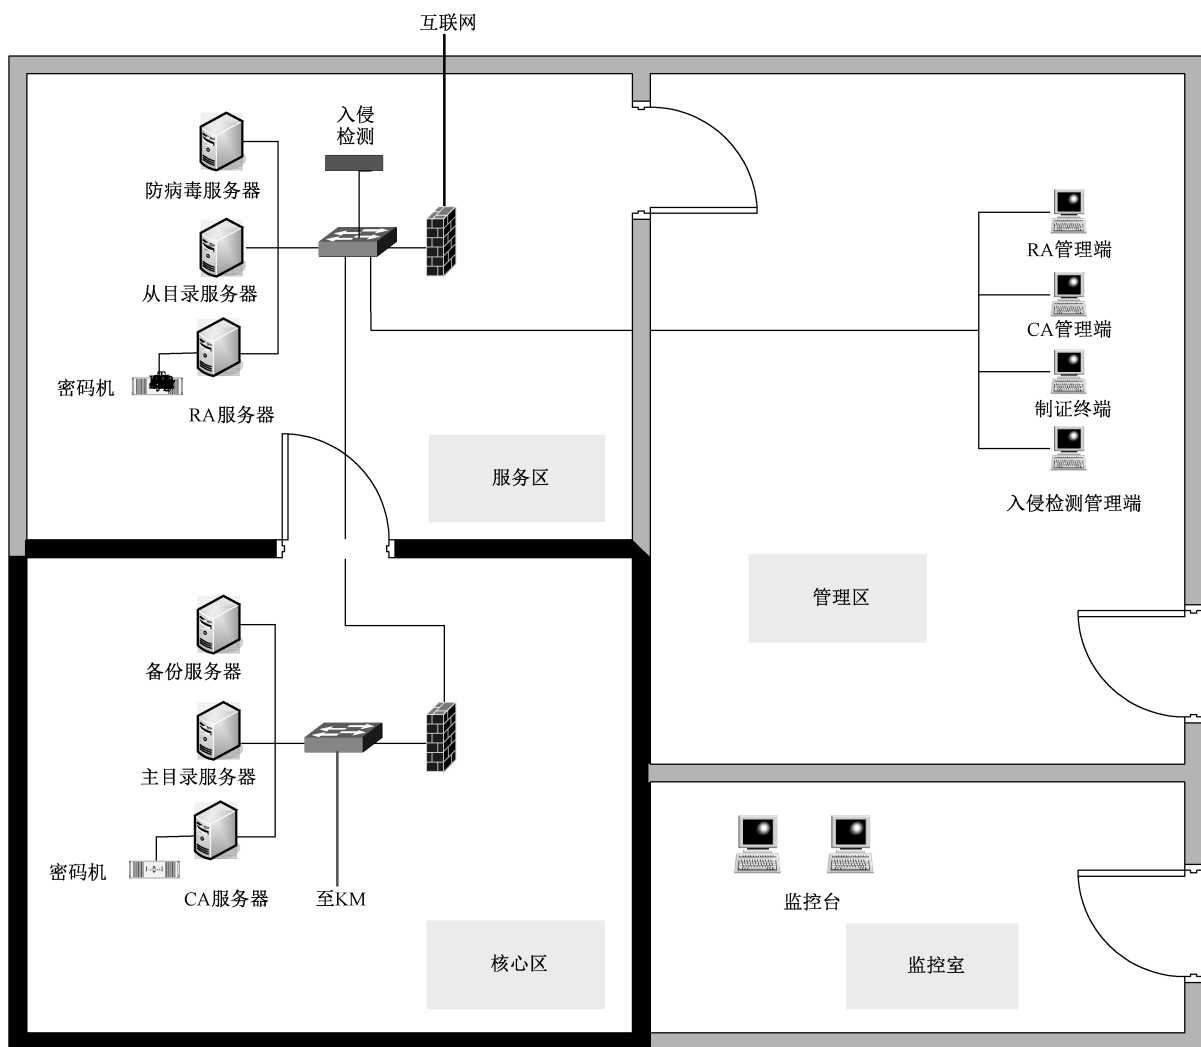 互联网
入侵
检测
防病毒服务器
从目录服务器
密码机
RA服务器
服务区
RA管理端
CA管理端
制证终端
入侵检测管理端
管理区
备份服务器
主目录服务器
密码机
CA服务器
至KM
核心区
监控台
监控室